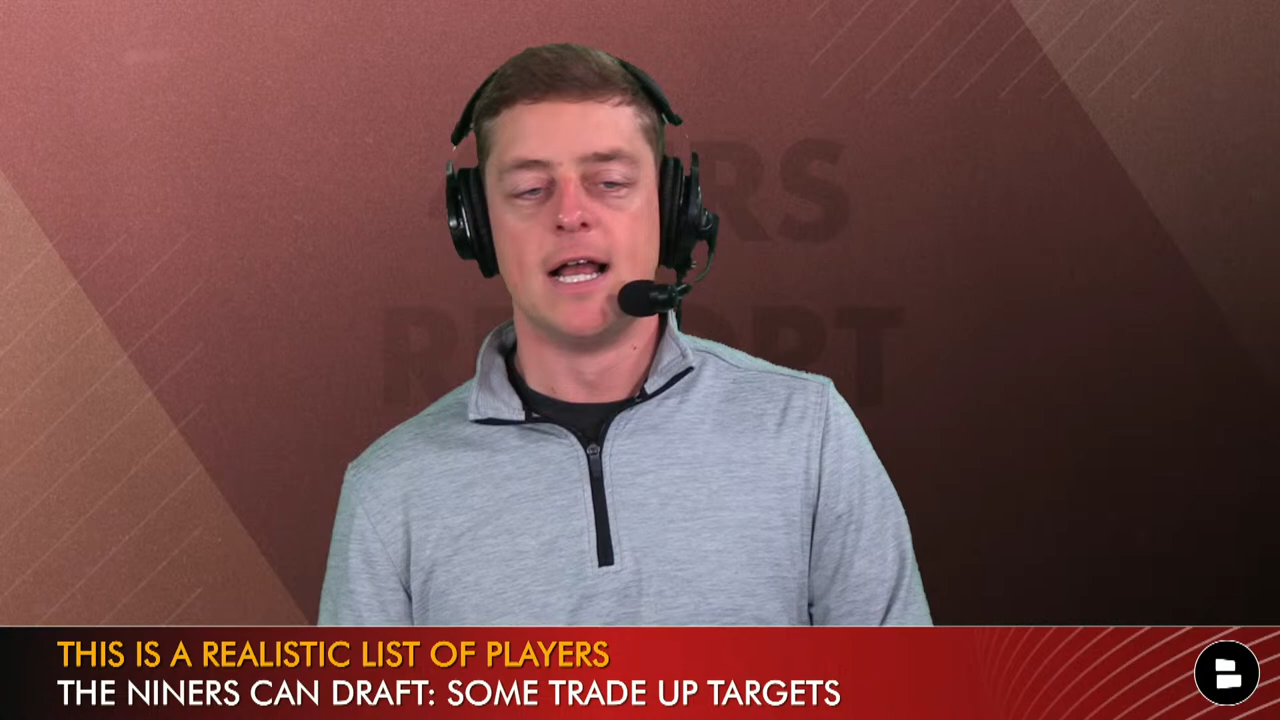 THIS IS A REALISTIC LIST OF PLAYERS
THE NINERS CAN DRAFT: SOME TRADE UP TARGETS